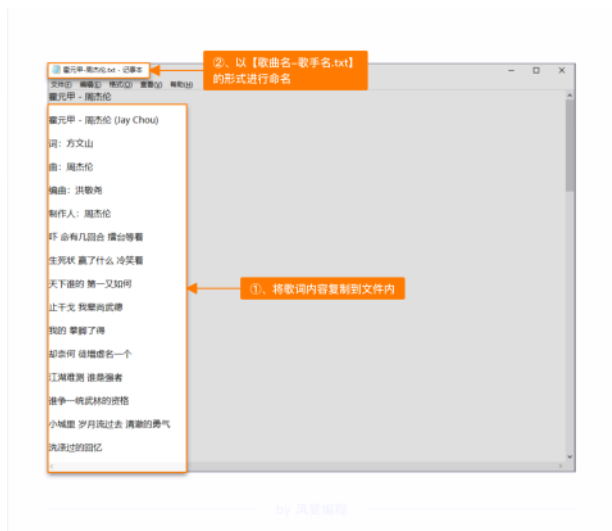 ②、以【歌曲名–歌手名.txt】
的形式进行命名
霍元甲-周杰伦.txt - 记事本
文件(F) 编辑(E) 格式(O) 查看(V) 帮助(H)
霍元甲 - 周杰伦
霍元甲 - 周杰伦 (Jay Chou)
词：方文山
曲：周杰伦
编曲：洪敬尧
制作人：周杰伦
吓 命有几回合 擂台等着
生死状 赢了什么 冷笑着
天下谁的 第一又如何
①、将歌词内容复制到文件内
止干戈 我辈尚武德
我的 拳脚了得
却奈何 徒增虚名一个
江湖难测 谁是强者
谁争一统武林的资格
小城里 岁月流过去 清澈的勇气
洗涤过的回忆